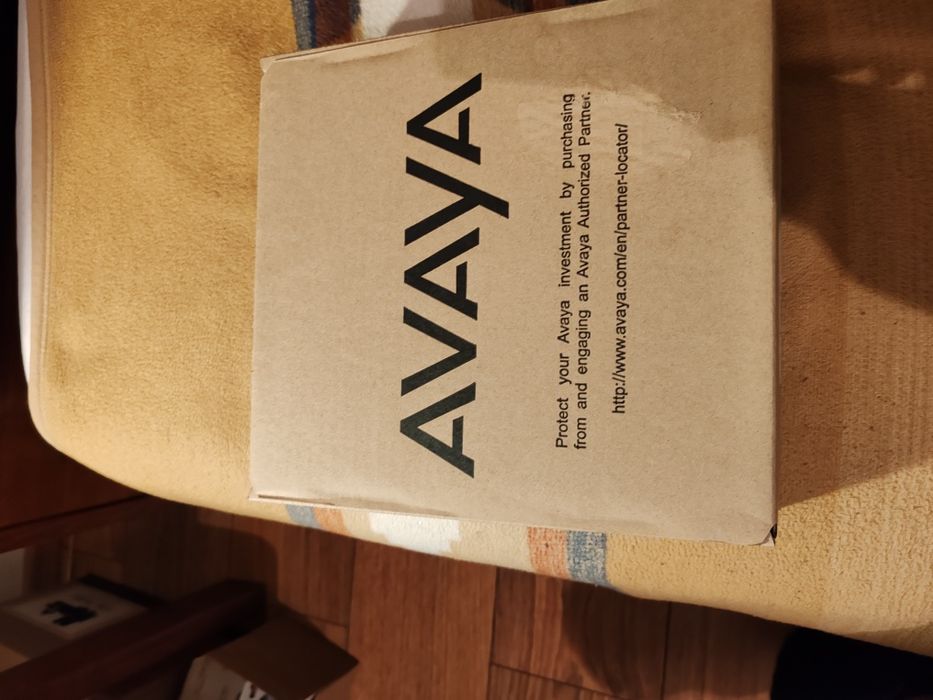 AVAYA
Protect your Avaya investment by purchasing
from and engaging an Avaya Authorized Partner.
http://www.avaya.com/en/partner-locator/